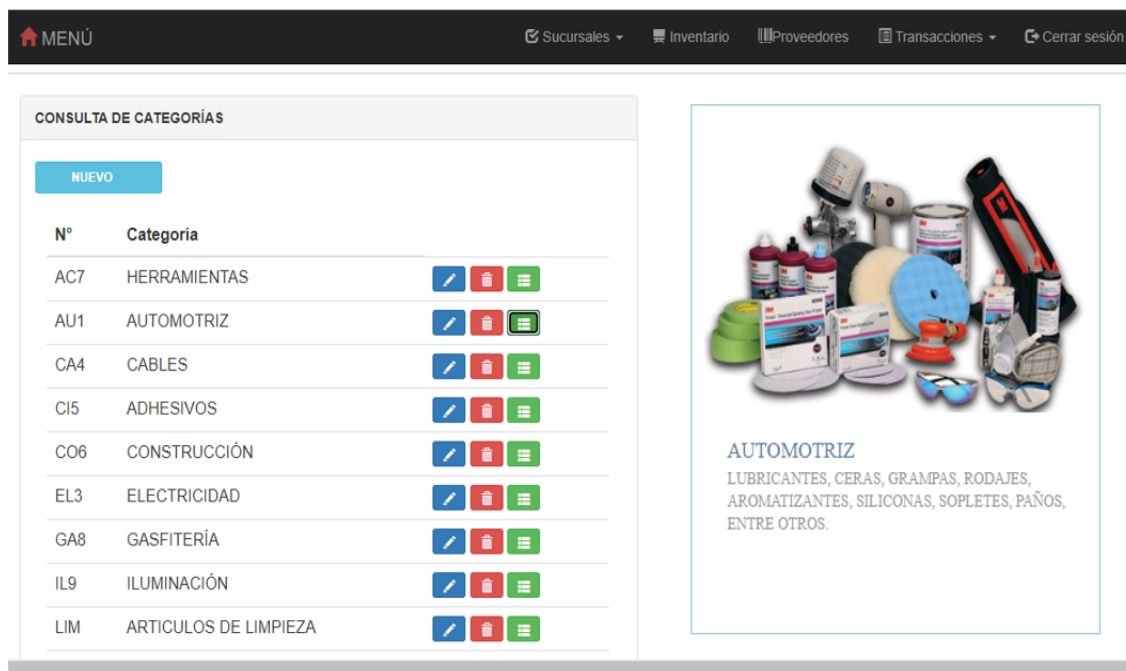 MENÚ Sucursales Inventario Proveedores Transacciones Cerrar sesión
CONSULTA DE CATEGORÍAS
NUEVO
N° Categoría
AC7 HERRAMIENTAS
AU1 AUTOMOTRIZ
CA4 CABLES
CI5 ADHESIVOS
CO6 CONSTRUCCIÓN
EL3 ELECTRICIDAD
GA8 GASFITERÍA
IL9 ILUMINACIÓN
LIM ARTICULOS DE LIMPIEZA
3M
AUTOMOTRIZ
LUBRICANTES, CERAS, GRAMPAS, RODAJES,
AROMATIZANTES, SILICONAS, SOPLETES, PAÑOS,
ENTRE OTROS.